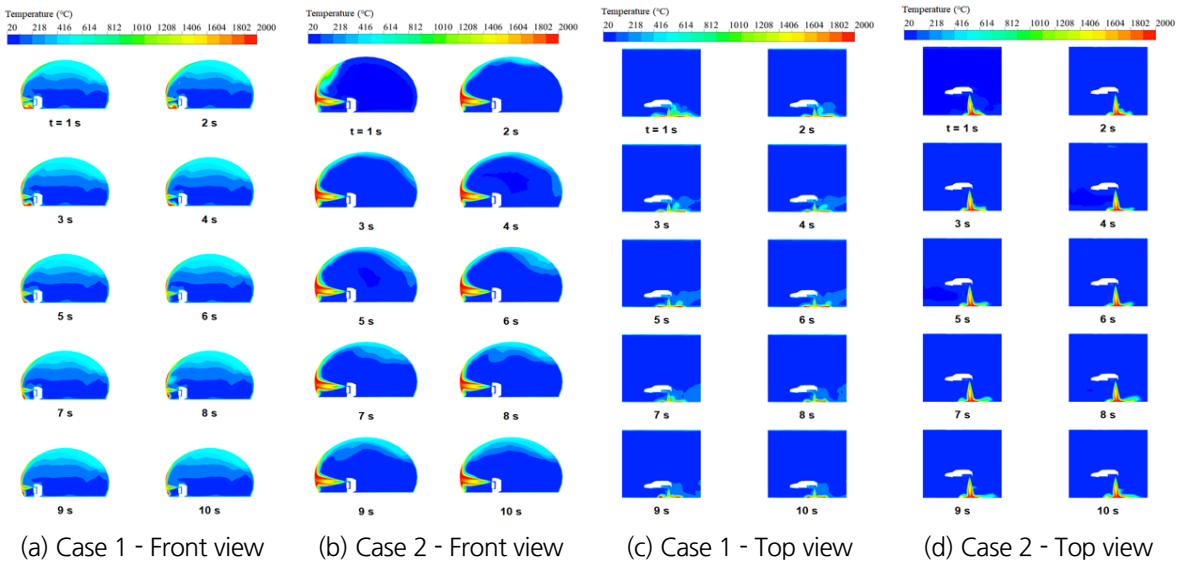 Temperature (℃)
20 218 416 614 812 1010 1208 1406 1604 1802 2000
t = 1 s 2 s
3 s 4 s
5 s 6 s
7 s 8 s
9 s 10 s
(a) Case 1 - Front view
Temperature (℃)
20 218 416 614 812 1010 1208 1406 1604 1802 2000
t = 1 s 2 s
3 s 4 s
5 s 6 s
7 s 8 s
9 s 10 s
(b) Case 2 - Front view
Temperature (℃)
20 218 416 614 812 1010 1208 1406 1604 1802 2000
t = 1 s 2 s
3 s 4 s
5 s 6 s
7 s 8 s
9 s 10 s
(c) Case 1 - Top view
Temperature (℃)
20 218 416 614 812 1010 1208 1406 1604 1802 2000
t = 1 s 2 s
3 s 4 s
5 s 6 s
7 s 8 s
9 s 10 s
(d) Case 2 - Top view